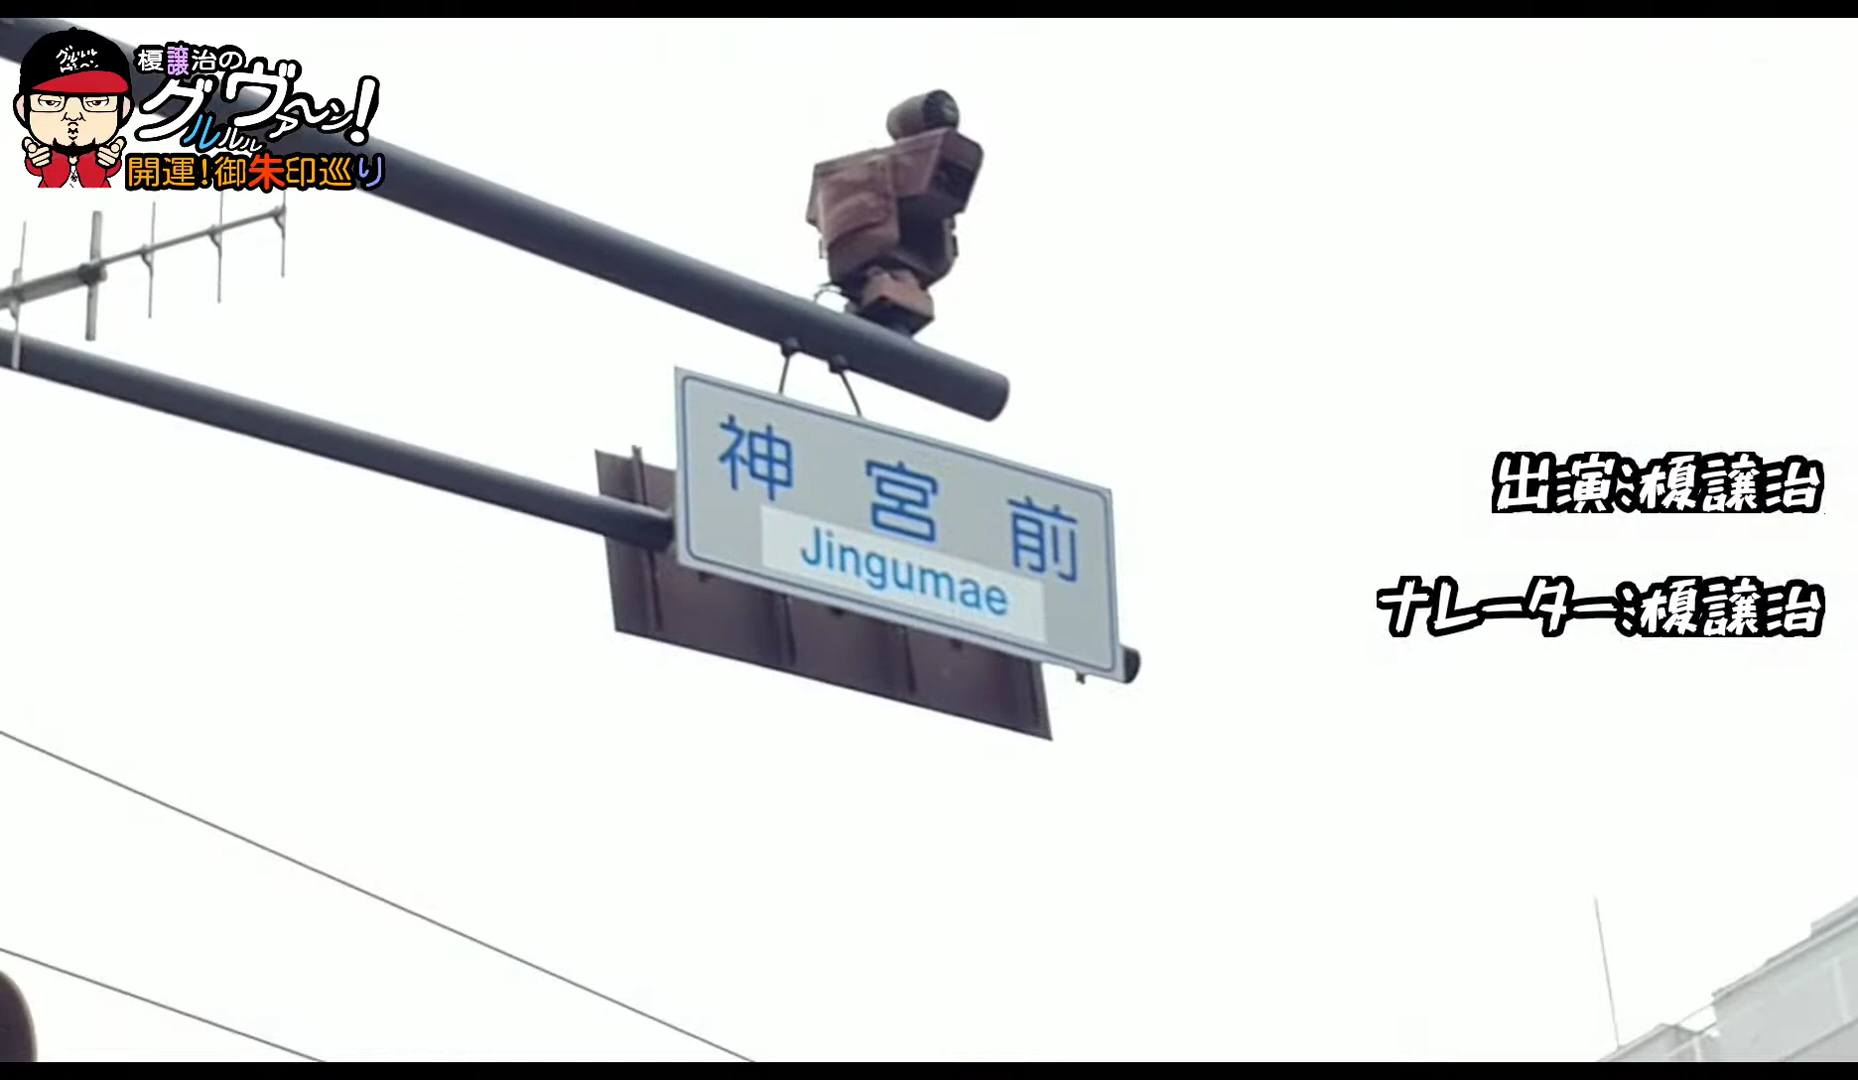 榎譲治の
グルルルヴァ〜ン!
開運!御朱印巡り
神宮前
Jingumae
出演:榎譲治
ナレーター:榎譲治